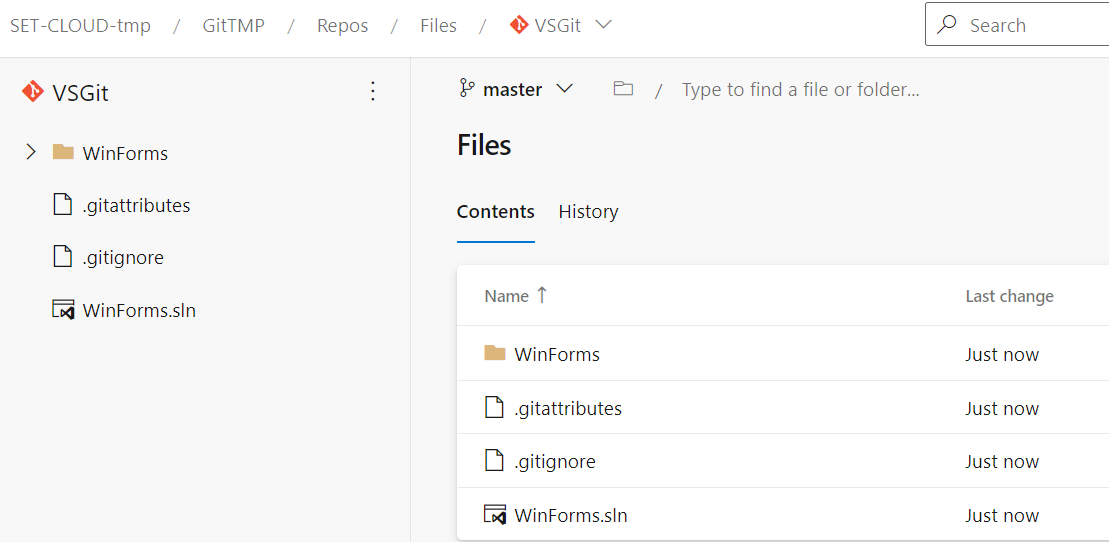 SET-CLOUD-tmp / GitTMP / Repos / Files / VSGit
Search
VSGit
WinForms
.gitattributes
.gitignore
WinForms.sln
master / Type to find a file or folder...
Files
Contents History
Name ↑ Last change
WinForms Just now
.gitattributes Just now
.gitignore Just now
WinForms.sln Just now